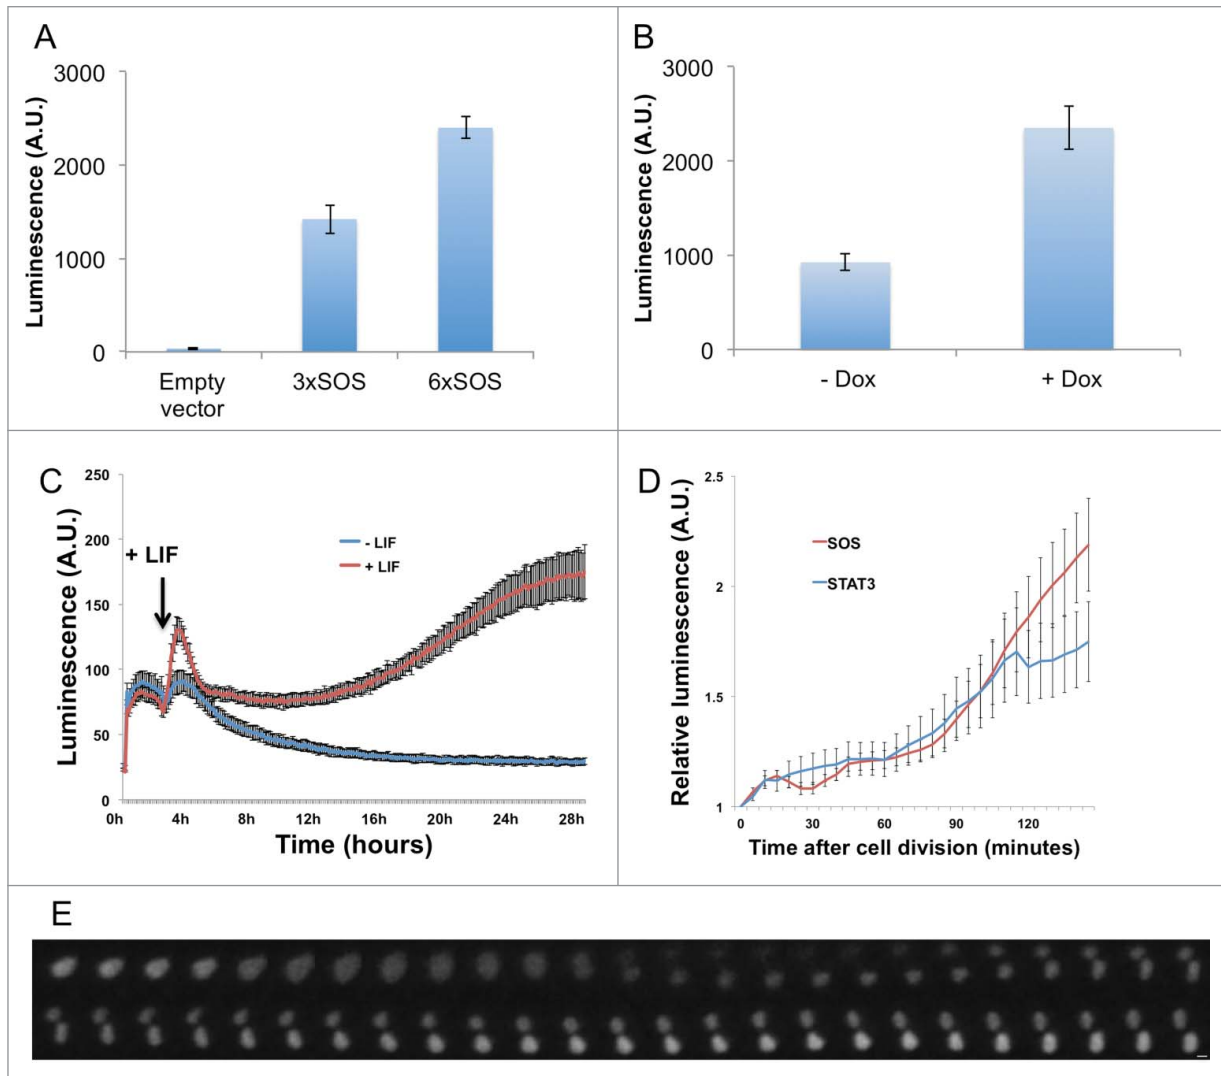 A
Luminescence (A.U.)
3000
2000
1000
0
Empty
vector
3xSOS
6xSOS
B
Luminescence (A.U.)
3000
2000
1000
0
- Dox
+ Dox
C
Luminescence (A.U.)
250
200
150
100
50
0
+ LIF
- LIF
+ LIF
0h 4h 8h 12h 16h 20h 24h 28h
Time (hours)
D
Relative luminescence (A.U.)
2.5
2
1.5
1
SOS
STAT3
0 30 60 90 120
Time after cell division (minutes)
E